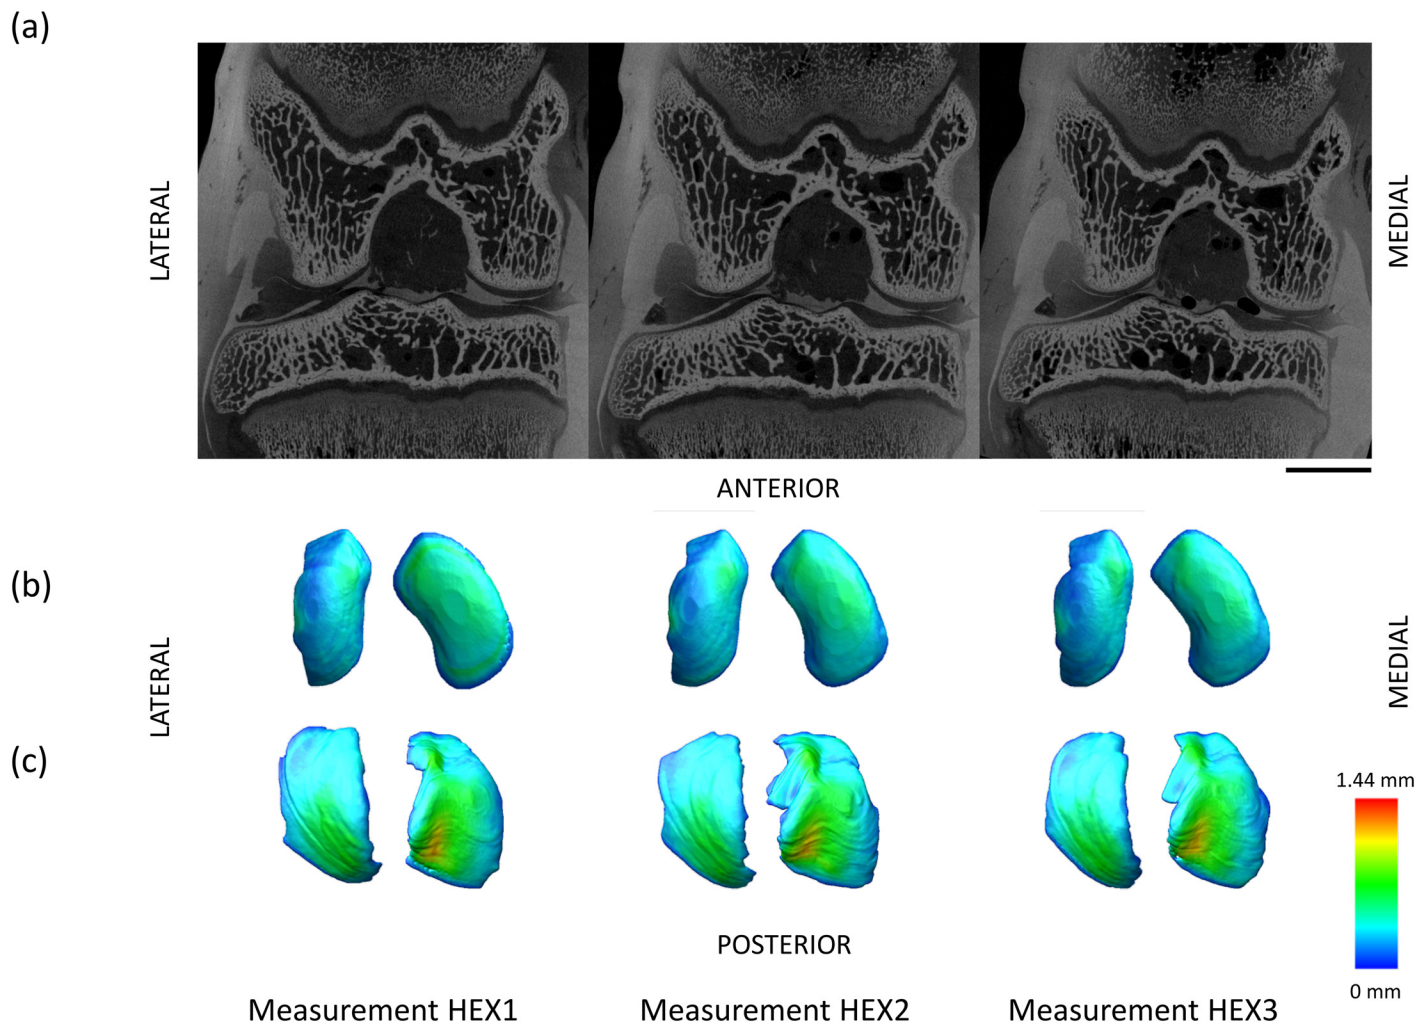 (a)
LATERAL
MEDIAL
ANTERIOR
(b)
LATERAL
MEDIAL
(c)
1.44 mm
0 mm
POSTERIOR
Measurement HEX1
Measurement HEX2
Measurement HEX3